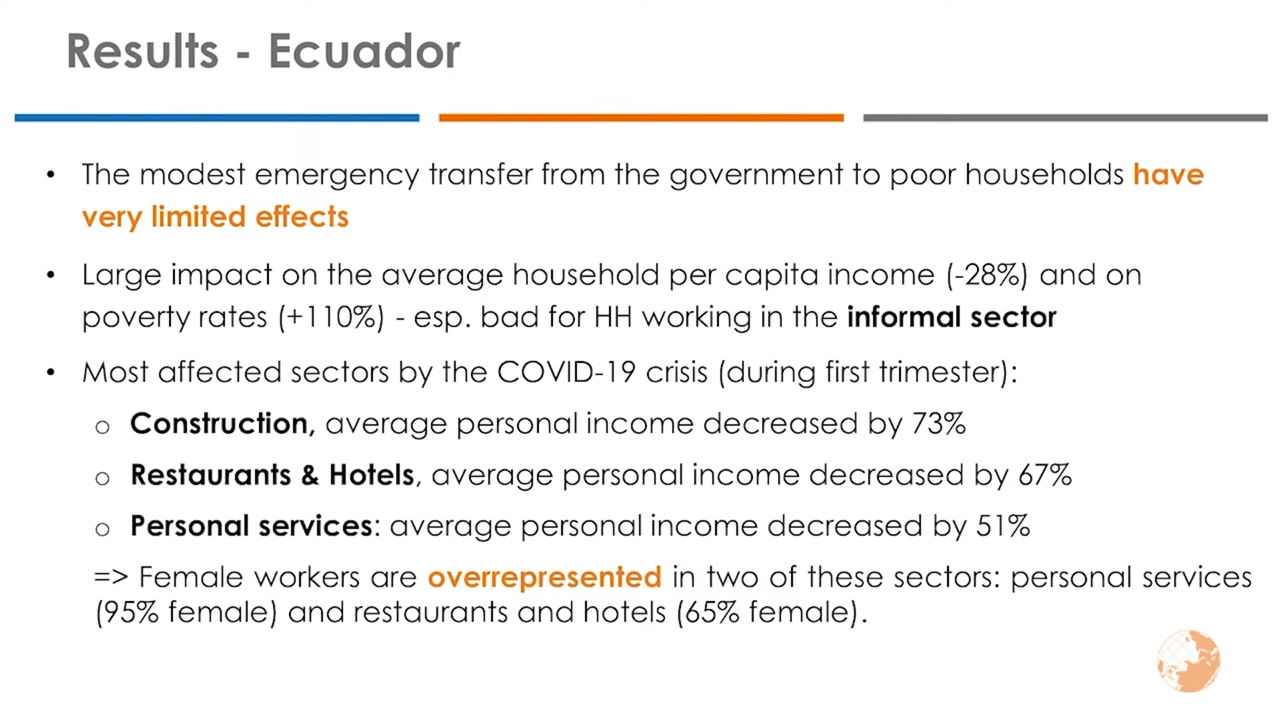 Results - Ecuador
• The modest emergency transfer from the government to poor households have
very limited effects
• Large impact on the average household per capita income (-28%) and on
poverty rates (+110%) - esp. bad for HH working in the informal sector
• Most affected sectors by the COVID-19 crisis (during first trimester):
o Construction, average personal income decreased by 73%
o Restaurants & Hotels, average personal income decreased by 67%
o Personal services: average personal income decreased by 51%
=> Female workers are overrepresented in two of these sectors: personal services
(95% female) and restaurants and hotels (65% female).